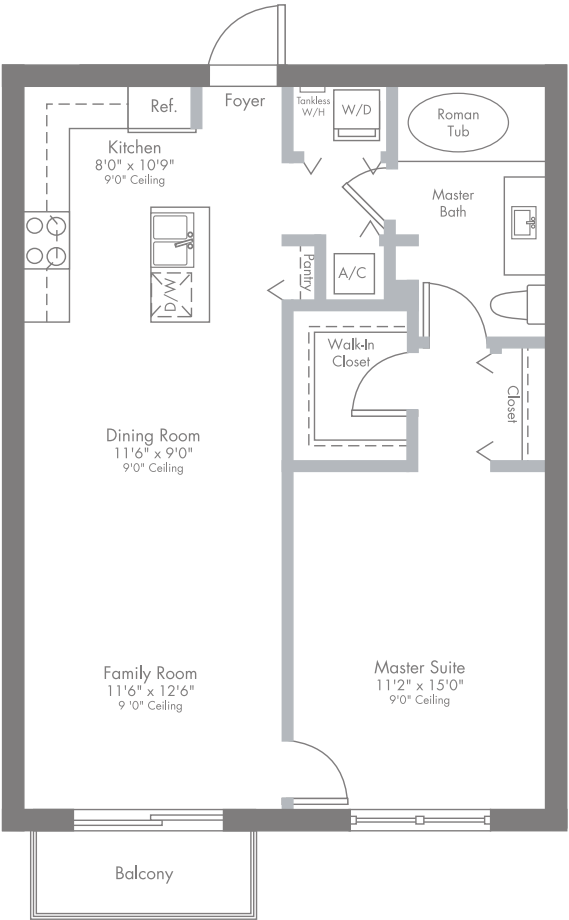 Ref.
Foyer
Tankless
W/H
W/D
Roman
Tub
Kitchen
8'0" x 10'9"
9'0" Ceiling
Master
Bath
D/W
Pantry
A/C
Walk-In
Closet
Closet
Dining Room
11'6" x 9'0"
9'0" Ceiling
Family Room
11'6" x 12'6"
9 '0" Ceiling
Master Suite
11'2" x 15'0"
9'0" Ceiling
Balcony